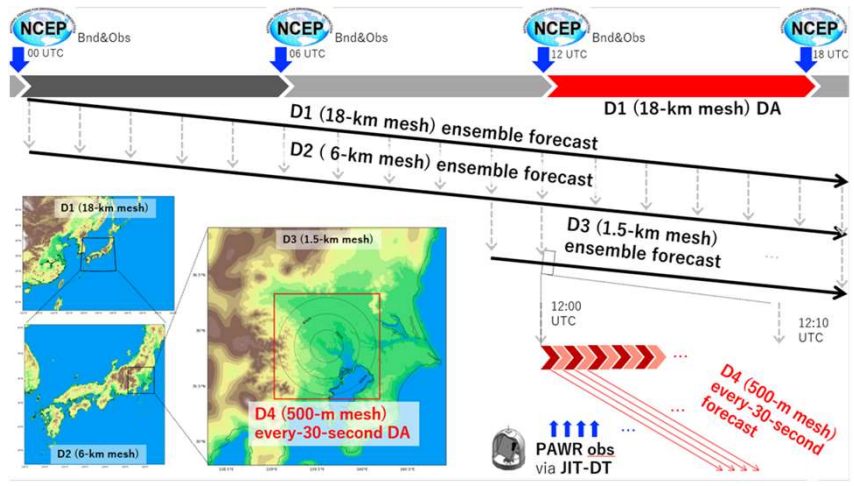 NCEP
Bnd&Obs
00 UTC
NCEP
Bnd&Obs
06 UTC
NCEP
Bnd&Obs
12 UTC
NCEP
18 UTC
D1 (18-km mesh) DA
D1 (18-km mesh) ensemble forecast
D2 ( 6-km mesh) ensemble forecast
D3 (1.5-km mesh)
ensemble forecast
...
D1 (18-km mesh)
D3 (1.5-km mesh)
12:00
UTC
12:10
UTC
...
D4 (500-m mesh)
every-30-second DA
D4 (500-m mesh)
every-30-second
forecast
...
D2 (6-km mesh)
PAWR obs
via JIT-DT
...